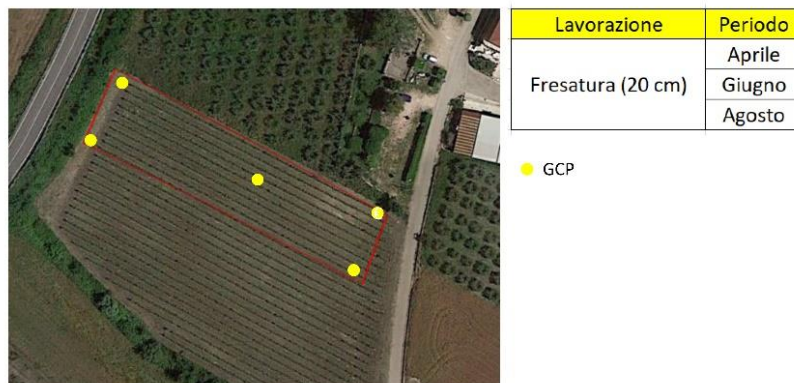 Lavorazione Periodo
Fresatura (20 cm)
Aprile
Giugno
Agosto
GCP